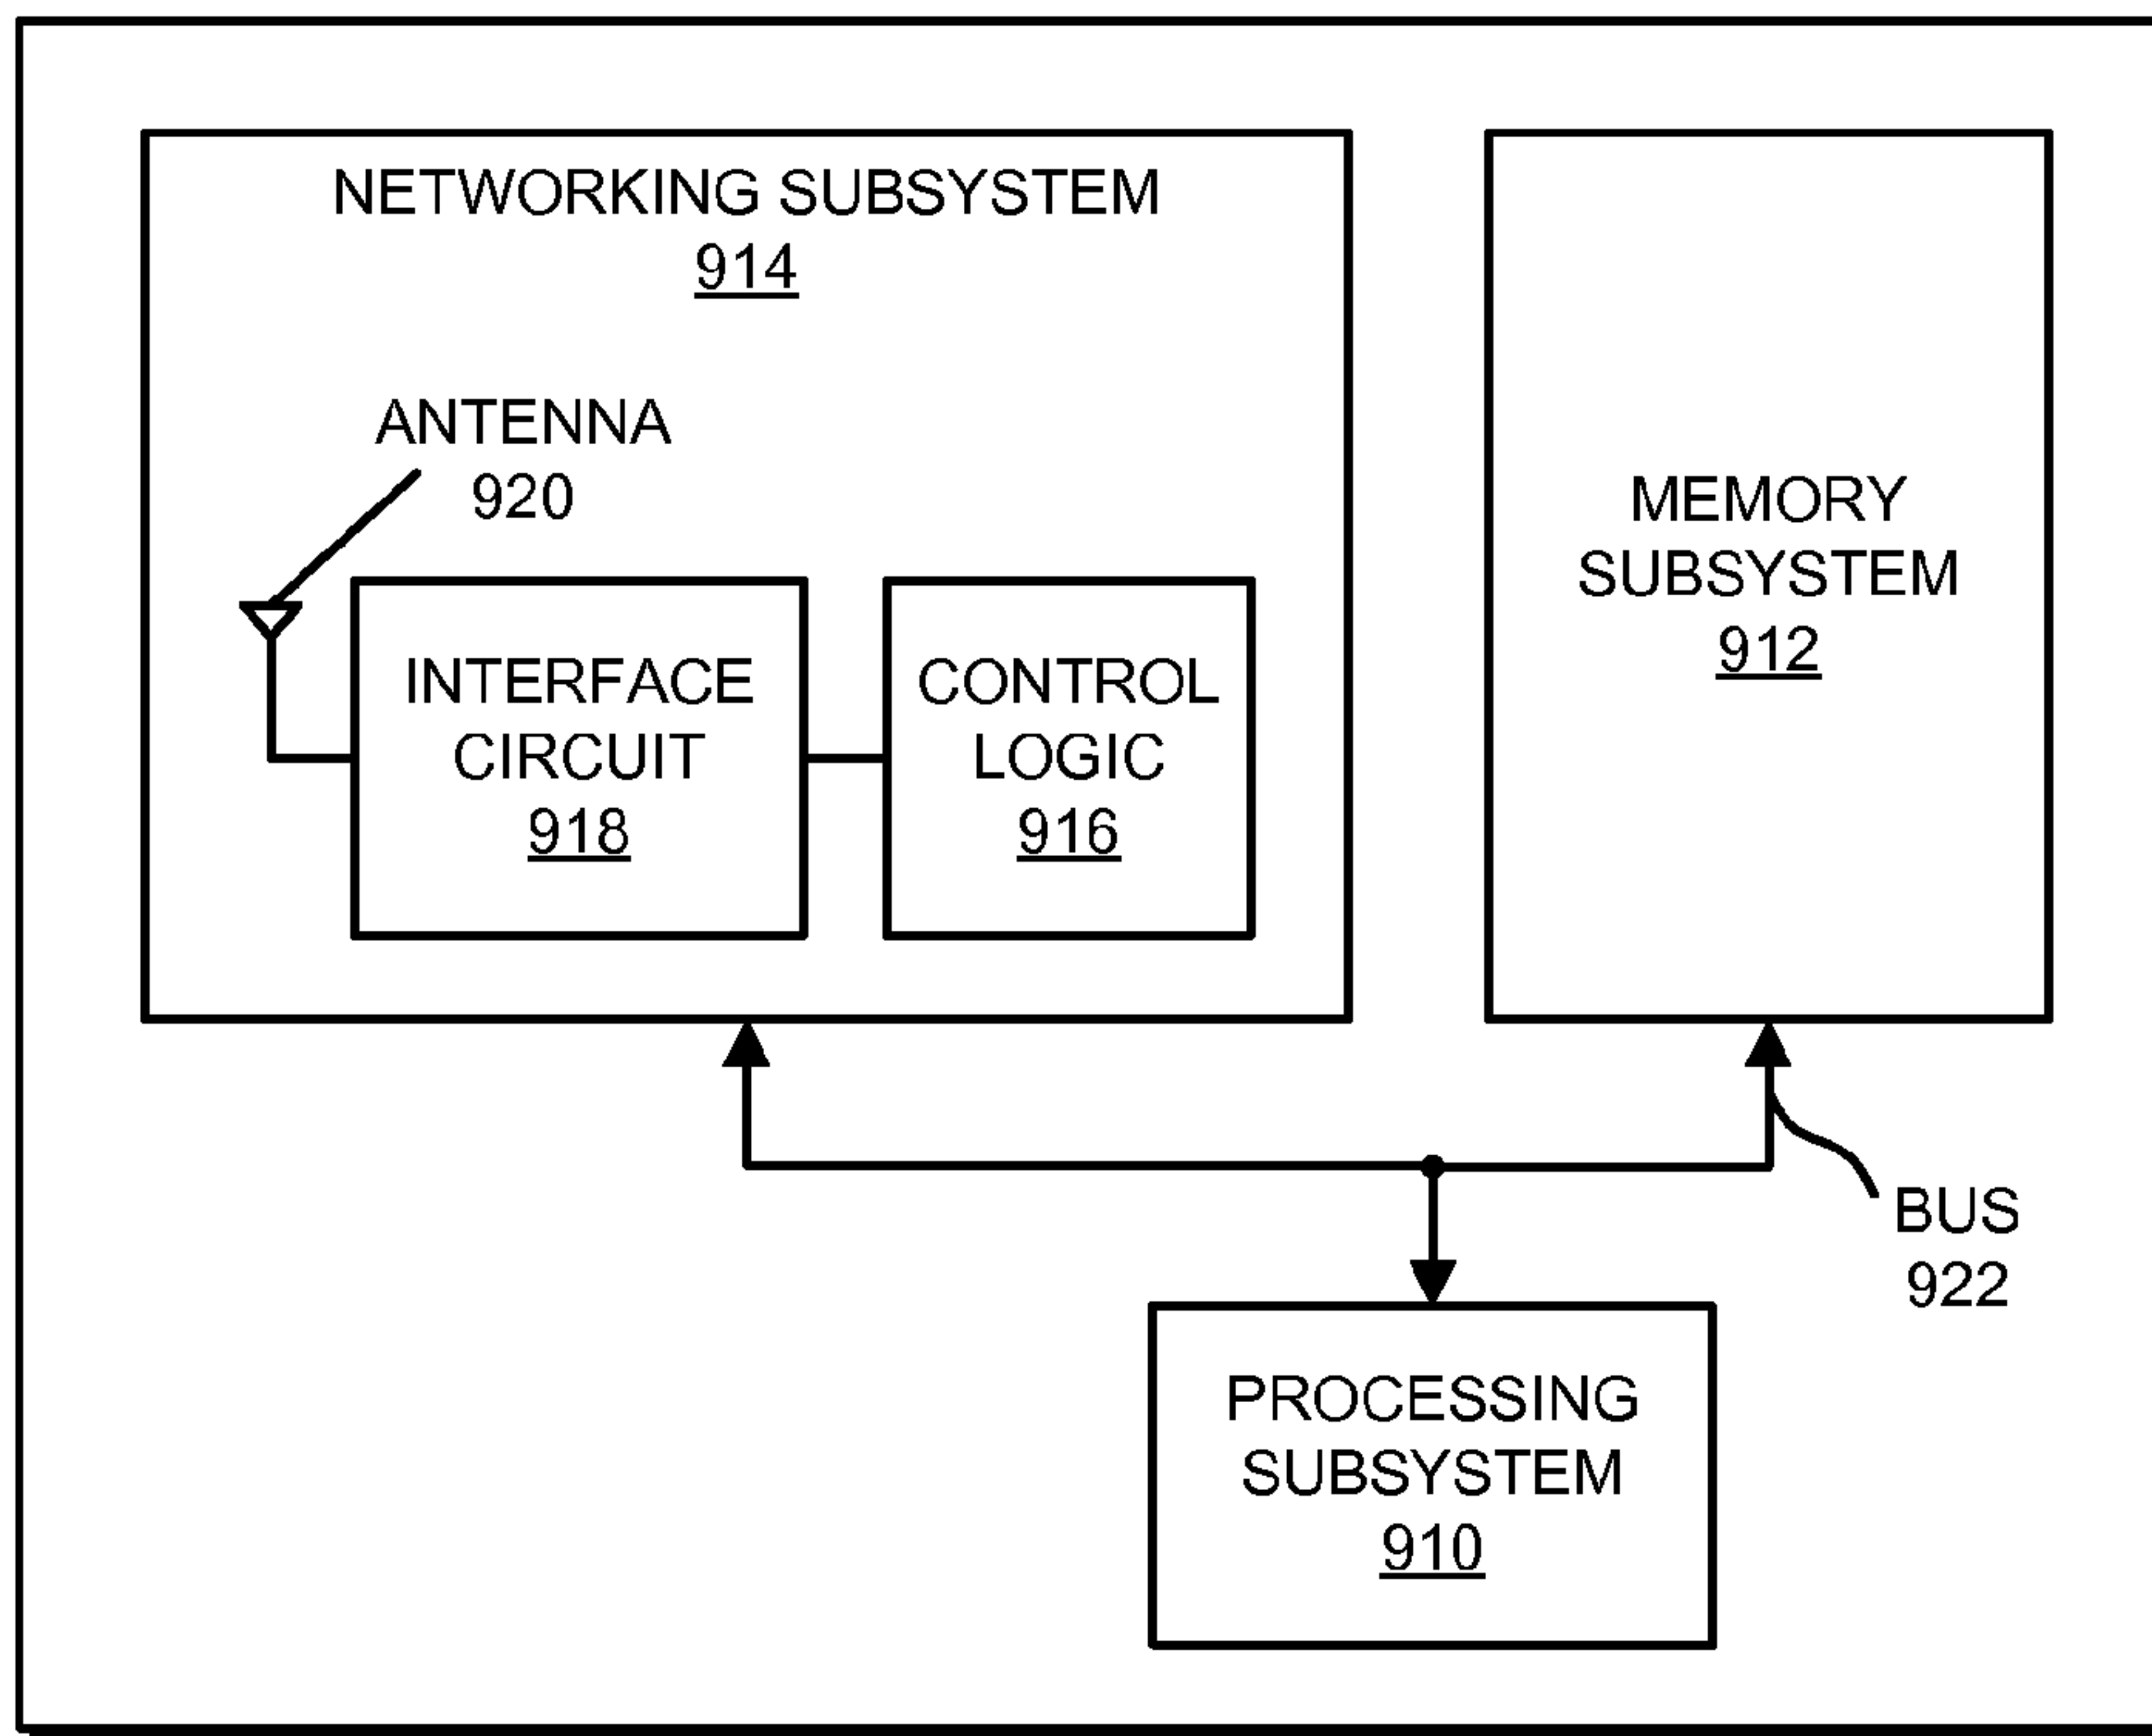 NETWORKING SUBSYSTEM
914
ANTENNA
920
INTERFACE
CIRCUIT
918
CONTROL
LOGIC
916
MEMORY
SUBSYSTEM
912
BUS
922
PROCESSING
SUBSYSTEM
910